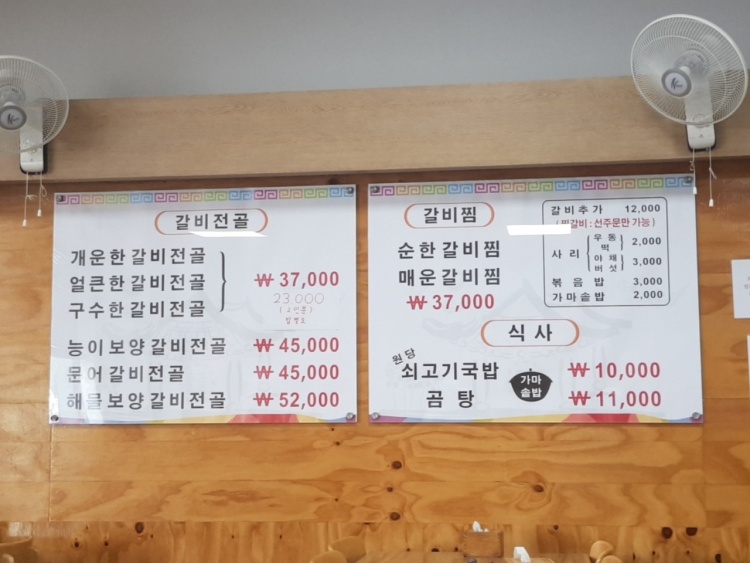 갈비전골
개운한갈비전골
얼큰한갈비전골
구수한갈비전골
₩ 37,000
23,000
능이보양갈비전골 ₩ 45,000
문어갈비전골 ₩ 45,000
해물보양갈비전골 ₩ 52,000
갈비찜
순한갈비찜
매운갈비찜
₩ 37,000
갈비추가 12,000
선주문만 가능)
사리
우동
떡
2,000
야채
버섯
3,000
볶음밥 3,000
가마솥밥 2,000
식사
원당
쇠고기국밥 ₩ 10,000
곰탕 ₩ 11,000
가마
솥밥